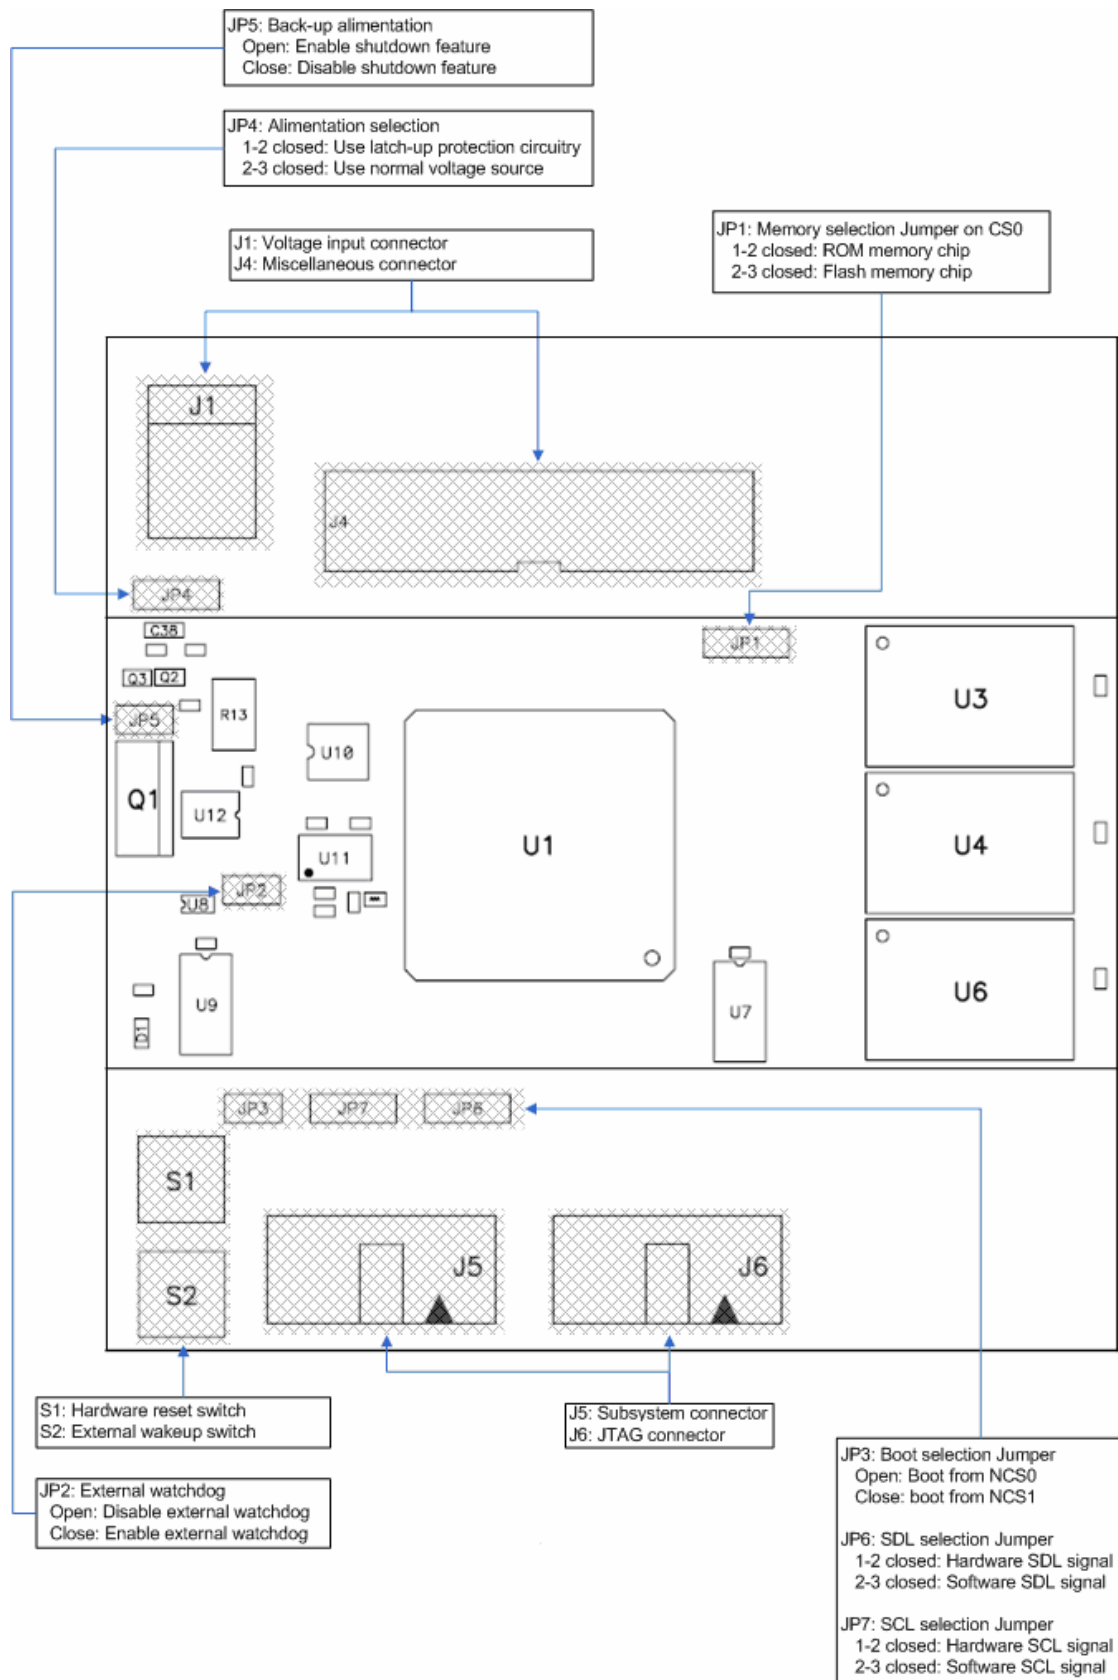 JP5: Back-up alimentation
Open: Enable shutdown feature
Close: Disable shutdown feature
JP4: Alimentation selection
1-2 closed: Use latch-up protection circuitry
2-3 closed: Use normal voltage source
J1: Voltage input connector
J4: Miscellaneous connector
JP1: Memory selection Jumper on CS0
1-2 closed: ROM memory chip
2-3 closed: Flash memory chip
J1
J4
JP4
C38
JP1
Q3
Q2
JP5
R13
U3
U10
Q1
U12
U11
U1
U4
JP2
U8
U9
U7
U6
D1
JP3
JP7
JP6
S1
J5
J6
S2
S1: Hardware reset switch
S2: External wakeup switch
J5: Subsystem connector
J6: JTAG connector
JP2: External watchdog
Open: Disable external watchdog
Close: Enable external watchdog
JP3: Boot selection Jumper
Open: Boot from NCS0
Close: boot from NCS1
JP6: SDL selection Jumper
1-2 closed: Hardware SDL signal
2-3 closed: Software SDL signal
JP7: SCL selection Jumper
1-2 closed: Hardware SCL signal
2-3 closed: Software SCL signal